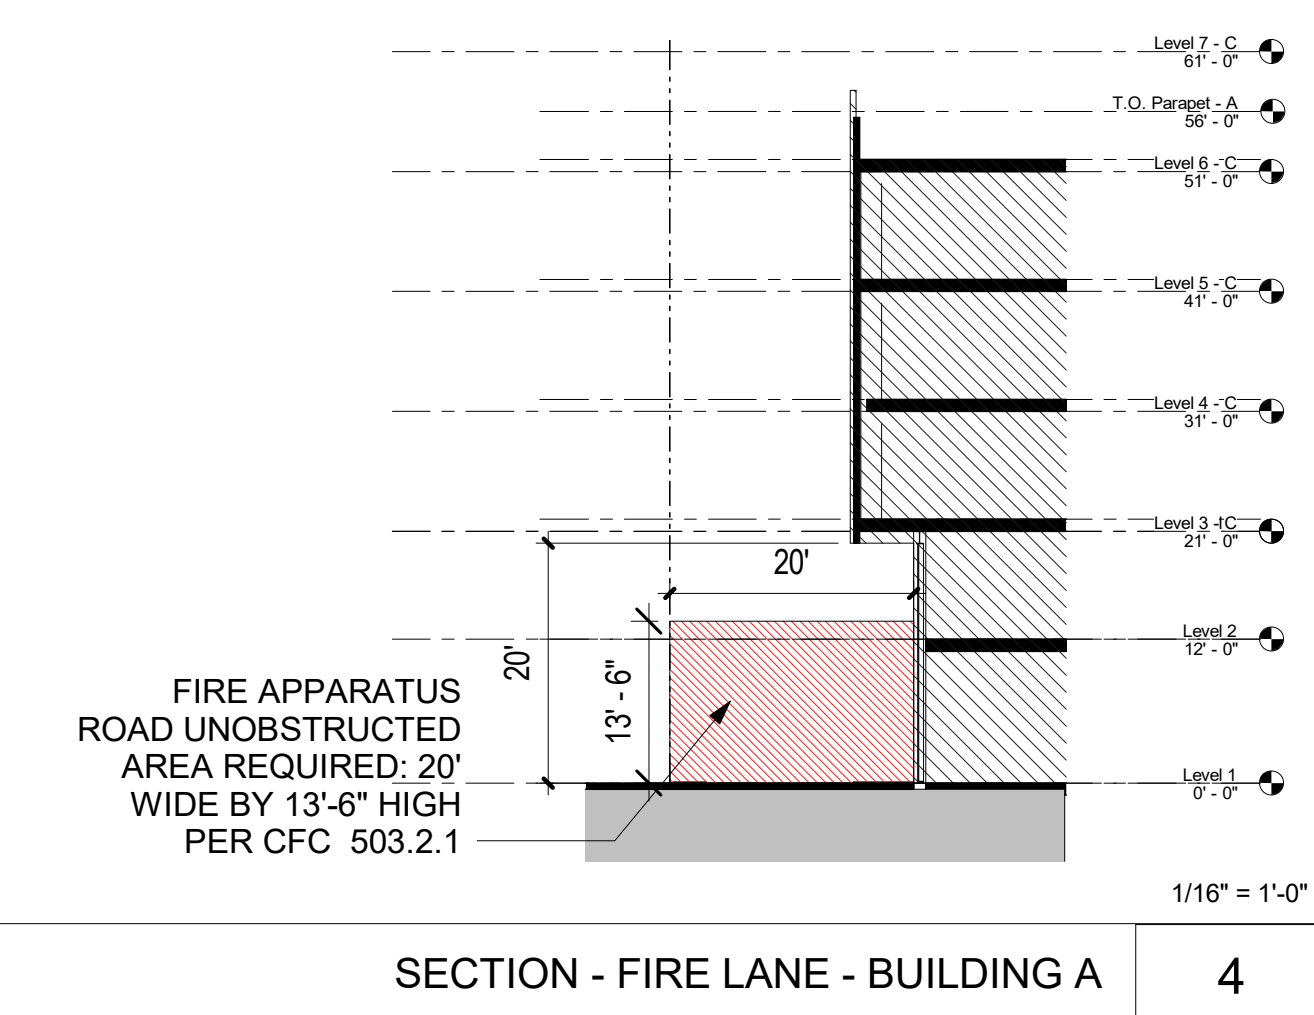 Level 7 - C
61' - 0"
T.O. Parapet - A
56' - 0"
Level 6 - C
51' - 0"
Level 5 - C
41' - 0"
Level 4 - C
31' - 0"
Level 3 - C
21' - 0"
20'
Level 2
12' - 0"
20'
13' - 6"
FIRE APPARATUS
ROAD UNOBSTRUCTED
AREA REQUIRED: 20'
WIDE BY 13'-6" HIGH
PER CFC 503.2.1
Level 1
0' - 0"
1/16" = 1'-0"
SECTION - FIRE LANE - BUILDING A
4